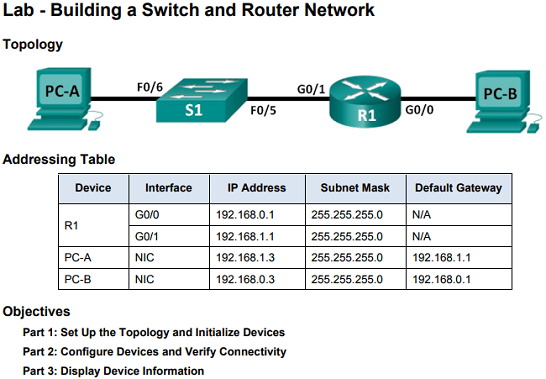 Lab - Building a Switch and Router Network
Topology
PC-A F0/6 S1 F0/5 G0/1 R1 G0/0 PC-B
Addressing Table
Device Interface IP Address Subnet Mask Default Gateway
R1 G0/0 192.168.0.1 255.255.255.0 N/A
G0/1 192.168.1.1 255.255.255.0 N/A
PC-A NIC 192.168.1.3 255.255.255.0 192.168.1.1
PC-B NIC 192.168.0.3 255.255.255.0 192.168.0.1
Objectives
Part 1: Set Up the Topology and Initialize Devices
Part 2: Configure Devices and Verify Connectivity
Part 3: Display Device Information